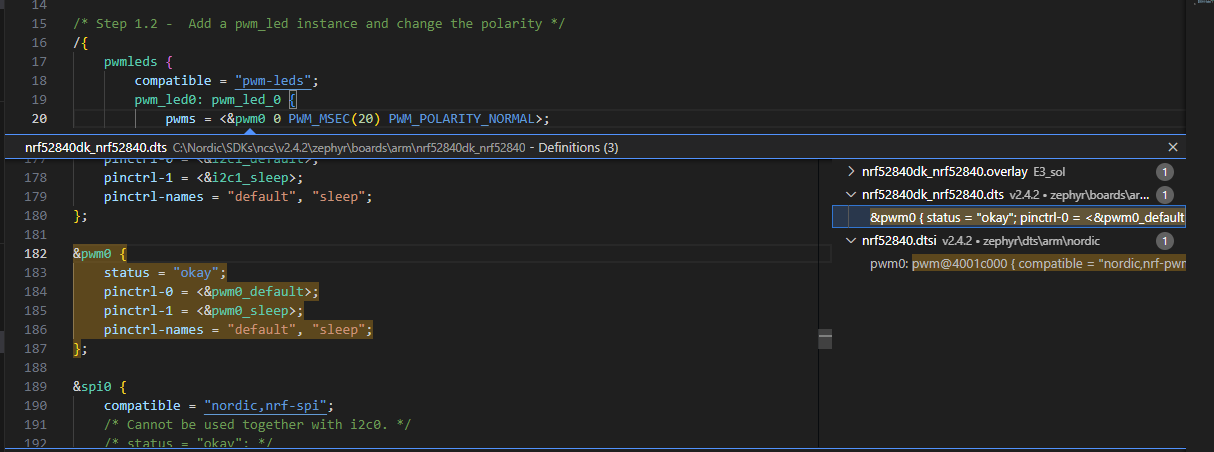 14
15 /* Step 1.2 -  Add a pwm_led instance and change the polarity */
16 /{
17     pwmleds {
18         compatible = "pwm-leds";
19         pwm_led0: pwm_led_0 {
20             pwms = <&pwm0 0 PWM_MSEC(20) PWM_POLARITY_NORMAL>;
nrf52840dk_nrf52840.dts C:\Nordic\SDKs\ncs\v2.4.2\zephyr\boards\arm\nrf52840dk_nrf52840 - Definitions (3)
177     pinctrl-0 = <&i2c1_default>;
178     pinctrl-1 = <&i2c1_sleep>;
179     pinctrl-names = "default", "sleep";
180 };
181
182 &pwm0 {
183     status = "okay";
184     pinctrl-0 = <&pwm0_default>;
185     pinctrl-1 = <&pwm0_sleep>;
186     pinctrl-names = "default", "sleep";
187 };
188
189 &spi0 {
190     compatible = "nordic,nrf-spi";
191     /* Cannot be used together with i2c0. */
192     /* status = "okay"; */
nrf52840dk_nrf52840.overlay E3_sol 1
nrf52840dk_nrf52840.dts v2.4.2 • zephyr\boards\ar... 1
&pwm0 { status = "okay"; pinctrl-0 = <&pwm0_default
nrf52840.dtsi v2.4.2 • zephyr\dts\arm\nordic 1
pwm0: pwm@4001c000 { compatible = "nordic,nrf-pwm